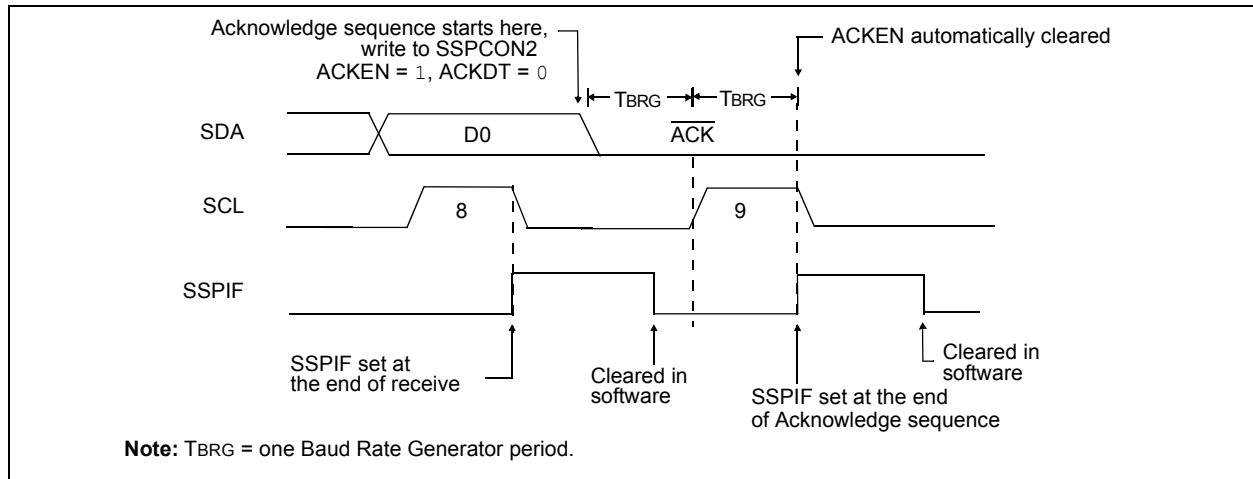 Acknowledge sequence starts here,
write to SSPCON2
ACKEN = 1, ACKDT = 0
ACKEN automatically cleared
TBRG
TBRG
SDA
D0
ACK
SCL
8
9
SSPIF
SSPIF set at
the end of receive
Cleared in
software
SSPIF set at the end
of Acknowledge sequence
Cleared in
software
Note: TBRG = one Baud Rate Generator period.